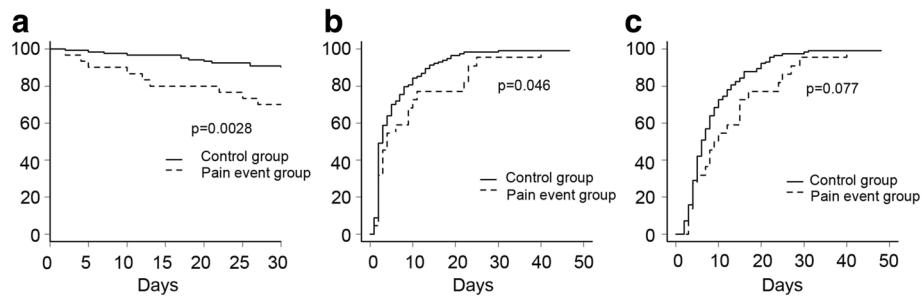 a
100
80
60
40
20
0
p=0.0028
Control group
Pain event group
0 5 10 15 20 25 30
Days
b
100
80
60
40
20
0
p=0.046
Control group
Pain event group
0 10 20 30 40 50
Days
c
100
80
60
40
20
0
p=0.077
Control group
Pain event group
0 10 20 30 40 50
Days